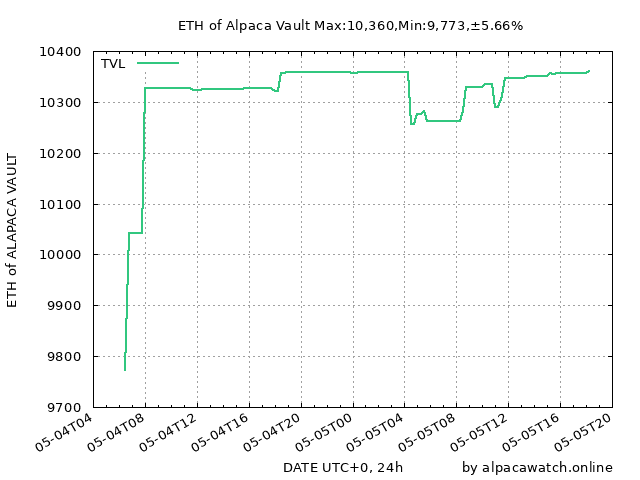 ETH of Alpaca Vault Max:10,360,Min:9,773,±5.66%
TVL
10400
10300
10200
10100
10000
9900
9800
9700
ETH of ALAPACA VAULT
05-04T04
05-04T08
05-04T12
05-04T16
05-04T20
05-05T00
05-05T04
05-05T08
05-05T12
05-05T16
05-05T20
DATE UTC+0, 24h
by alpacawatch.online